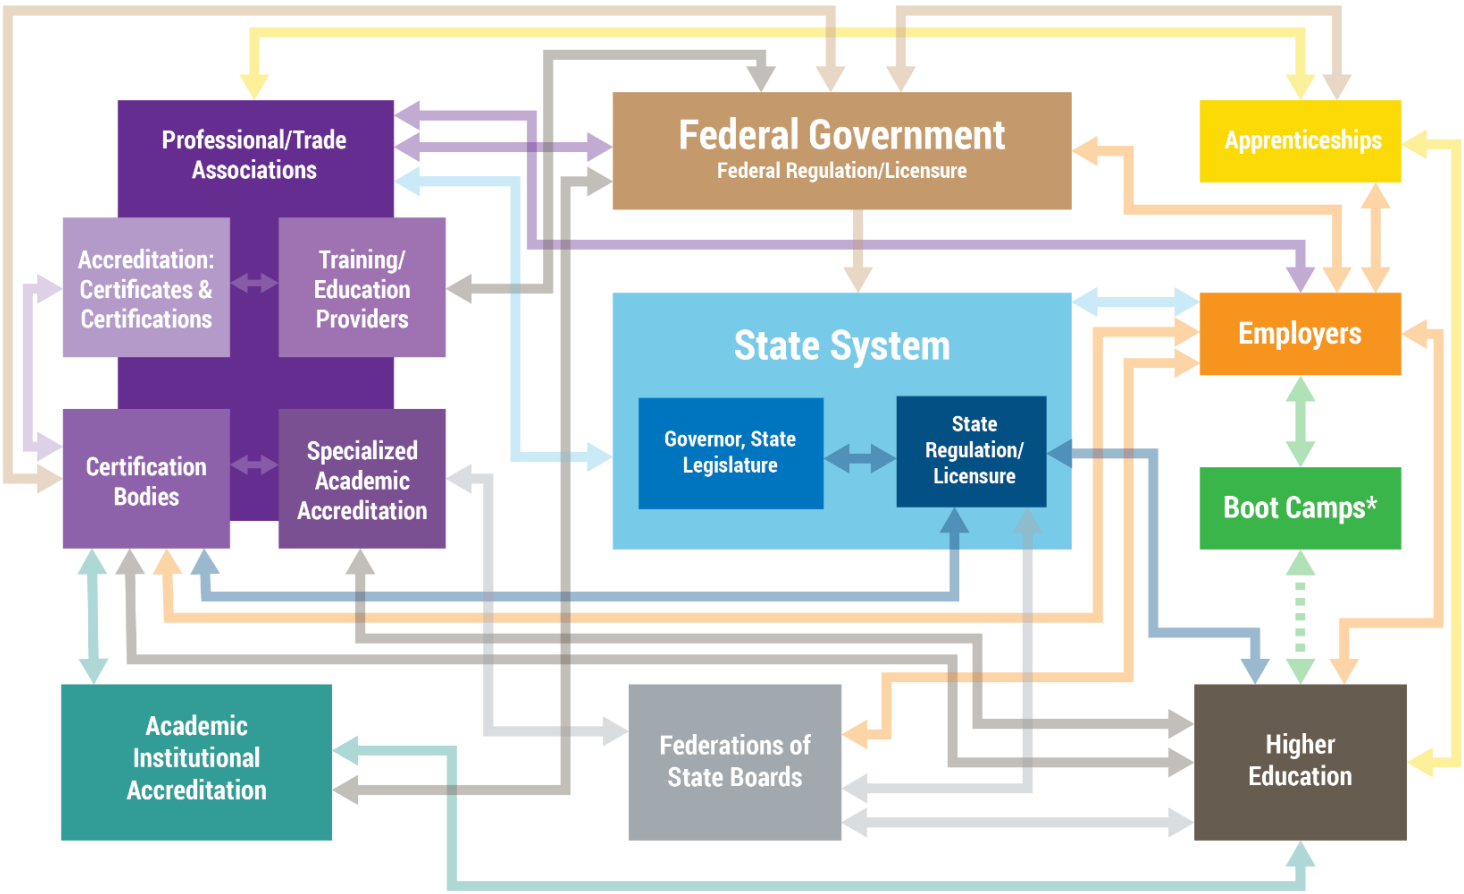 Professional/Trade
Associations
Federal Government
Federal Regulation/Licensure
Apprenticeships
Accreditation:
Certificates &
Certifications
Training/
Education
Providers
State System
Employers
Governor, State
Legislature
State
Regulation/
Licensure
Certification
Bodies
Specialized
Academic
Accreditation
Boot Camps*
Academic
Institutional
Accreditation
Federations of
State Boards
Higher
Education